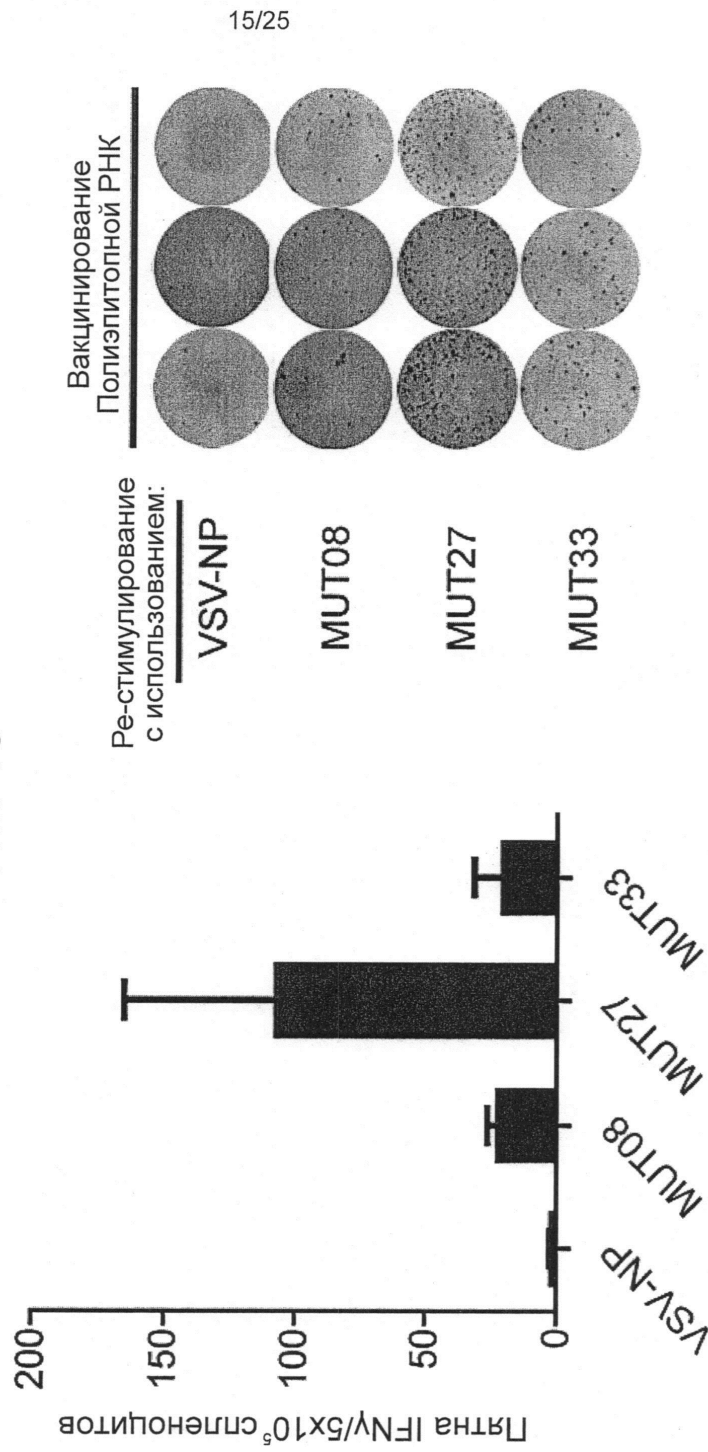 15/25
200
150
100
50
0
Пятна IFNγ/5x10⁵ спленоцитов
VSV-NP
MUT08
MUT27
MUT33
Ре-стимулирование
с использованием:
VSV-NP
MUT08
MUT27
MUT33
Вакцинирование
Полиэпитопной РНК